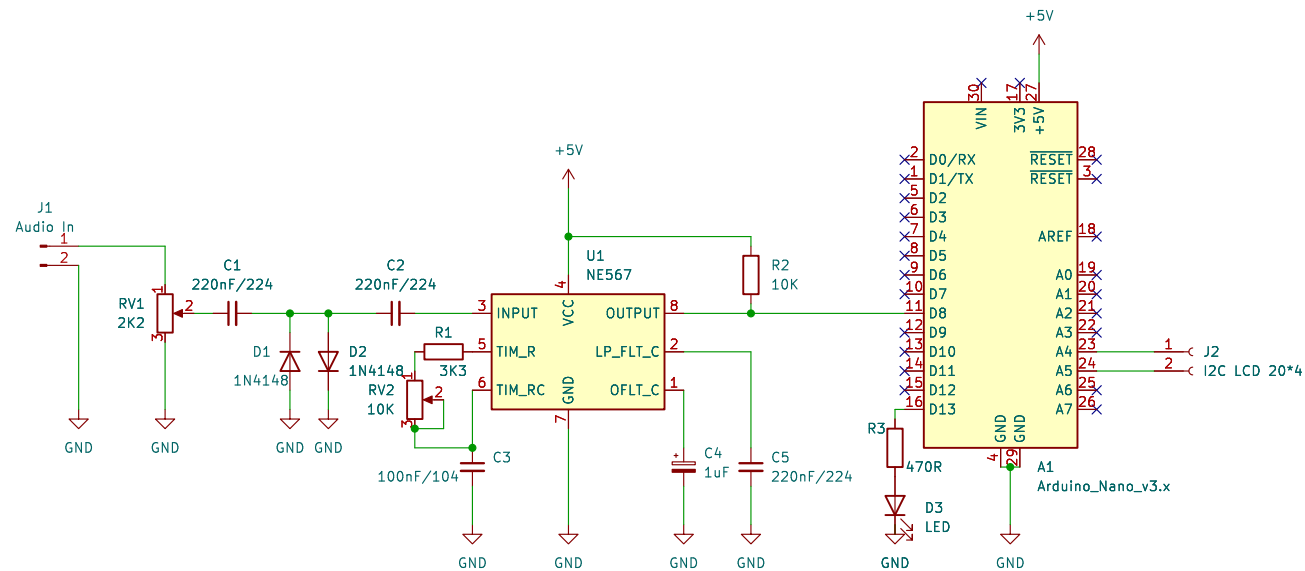 +5V
30
17
27
VIN
3V3
+5V
2
D0/RX
RESET
28
1
D1/TX
RESET
3
5
D2
6
D3
7
D4
AREF
18
8
D5
9
D6
A0
19
10
D7
A1
20
11
D8
A2
21
12
D9
A3
22
13
D10
A4
23
14
D11
A5
24
15
D12
A6
25
16
D13
A7
26
GND
GND
4
29
A1
Arduino_Nano_v3.x
GND
1
J2
2
I2C LCD 20*4
R3
470R
D3
LED
GND
+5V
J1
Audio In
1
2
GND
RV1
2K2
1
2
3
GND
C1
220nF/224
D1
1N4148
GND
D2
1N4148
GND
C2
220nF/224
R1
3K3
RV2
10K
1
2
3
C3
100nF/104
GND
U1
NE567
4
VCC
3
INPUT
OUTPUT
8
5
TIM_R
LP_FLT_C
2
6
TIM_RC
OFLT_C
1
GND
7
GND
R2
10K
+
C4
1uF
GND
C5
220nF/224
GND